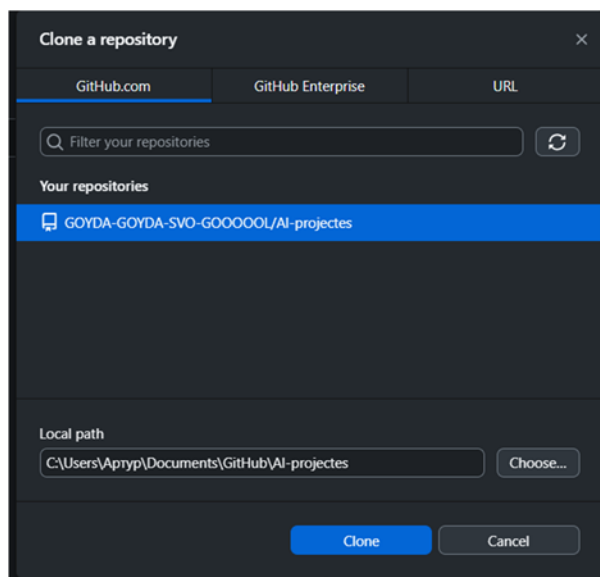 Clone a repository
GitHub.com GitHub Enterprise URL
Filter your repositories
Your repositories
GOYDA-GOYDA-SVO-GOOOOOL/AI-projectes
Local path
C:\Users\Артур\Documents\GitHub\AI-projectes Choose...
Clone Cancel